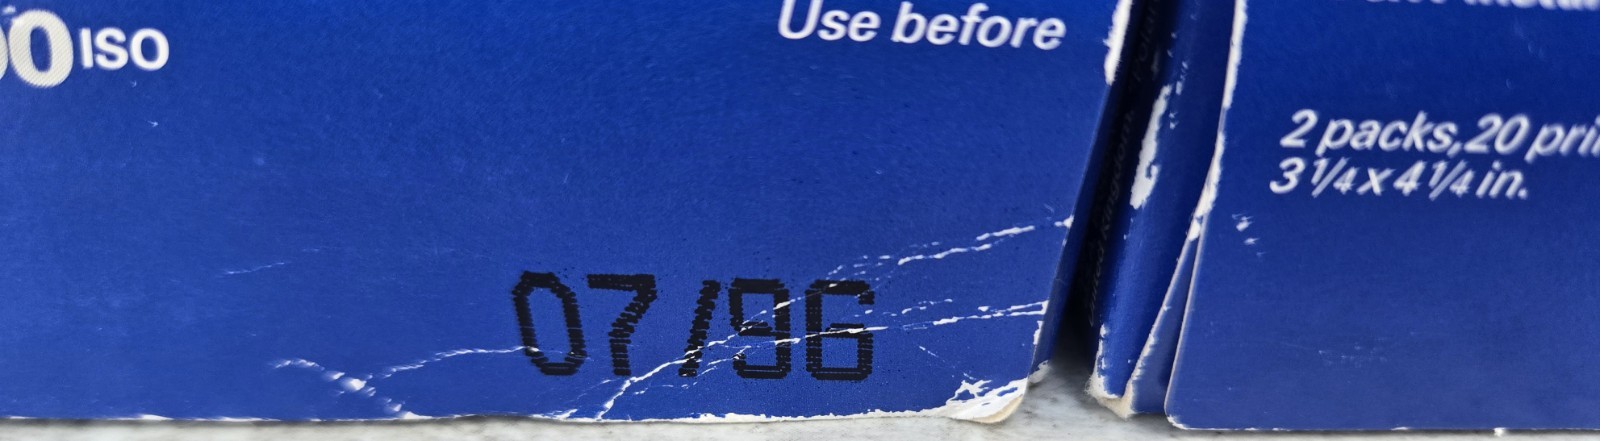 ISO
Use before
07/96
2 packs, 20
3 1/4 x 4 1/4 in.